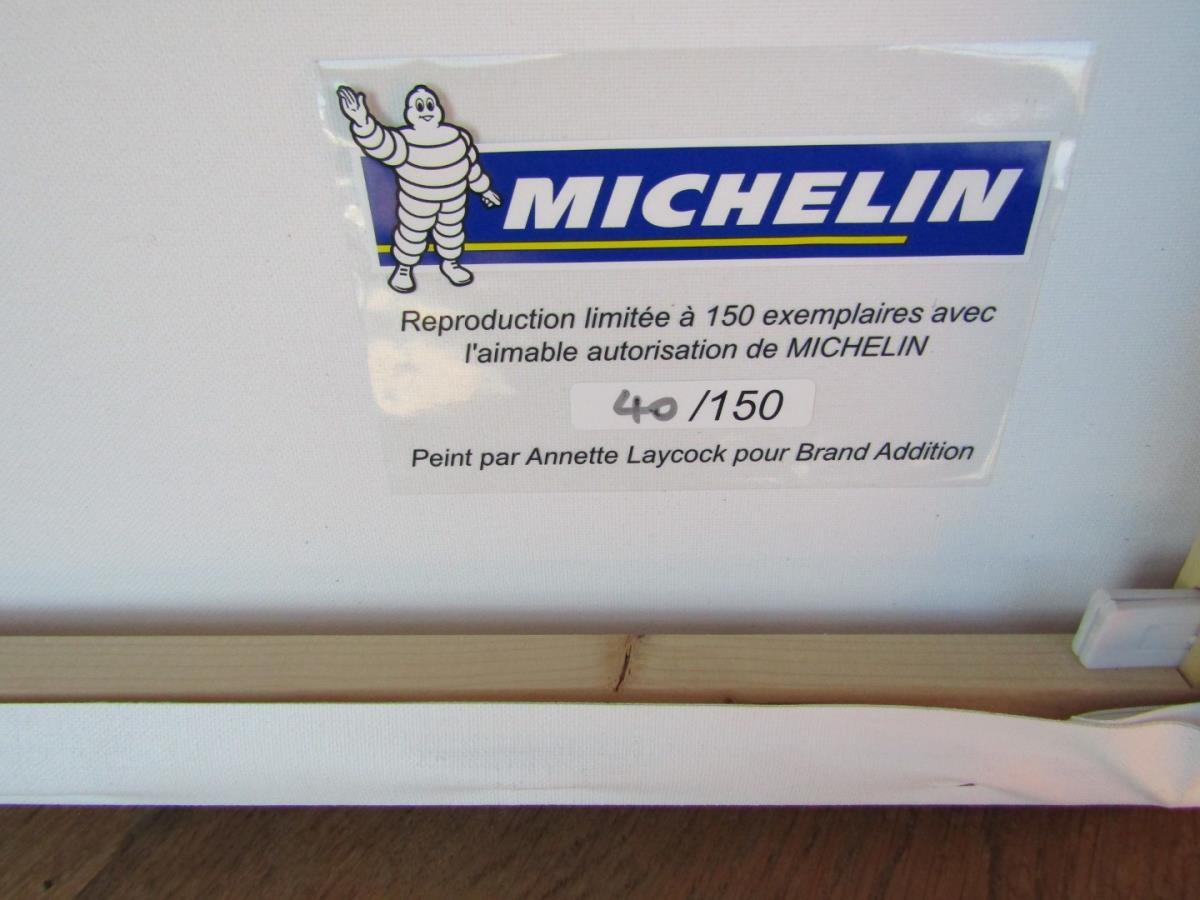 MICHELIN
Reproduction limitée à 150 exemplaires avec
l'aimable autorisation de MICHELIN
40 /150
Peint par Annette Laycock pour Brand Addition